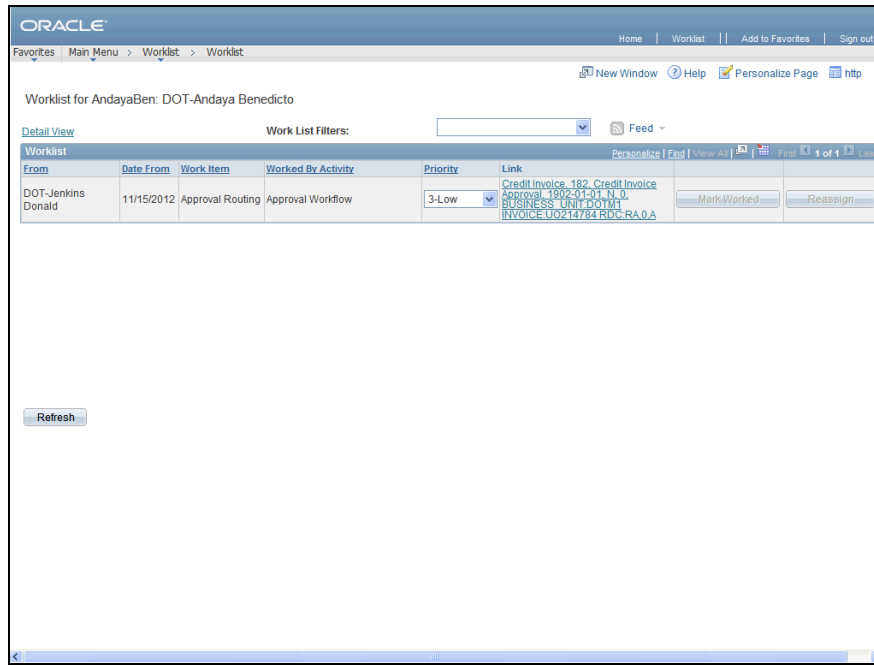 ORACLE
Home | Worklist || Add to Favorites | Sign out
Favorites Main Menu > Worklist > Worklist
New Window Help Personalize Page http
Worklist for AndayaBen: DOT-Andaya Benedicto
Detail View Work List Filters: Feed
Worklist Personalize | Find | View All | | First 1 of 1 Las
From Date From Work Item Worked By Activity Priority Link
DOT-Jenkins Donald 11/15/2012 Approval Routing Approval Workflow 3-Low
Credit Invoice, 182, Credit Invoice
Approval, 1902-01-01, N, 0,
BUSINESS_UNIT:DOTM1
INVOICE:UO214784 RDC:RA,0,A
Mark Worked Reassign
Refresh